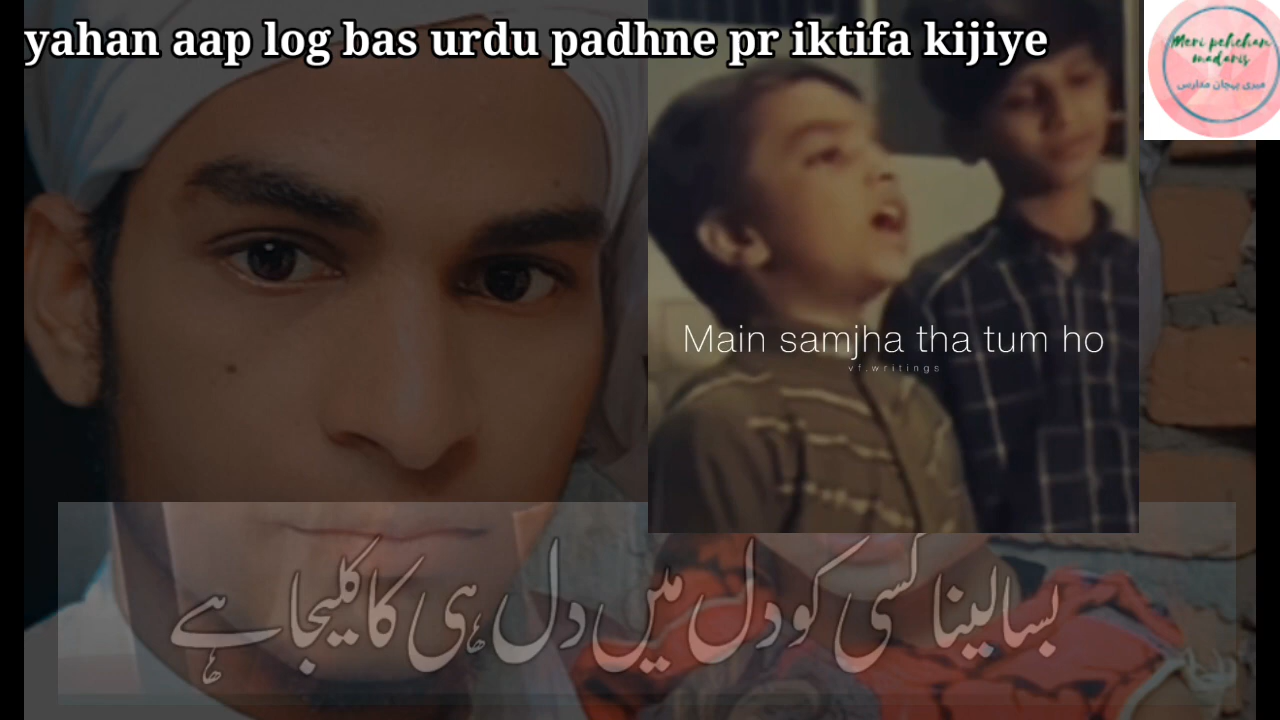 yahan aap log bas urdu padhne pr iktifa kijiye
Meri pehchan
madaris
میری پہچان مدارس
Main samjha tha tum ho
vf.writings
بسا لینا کسی کو دل میں دل ہی کا کلیجا ہے